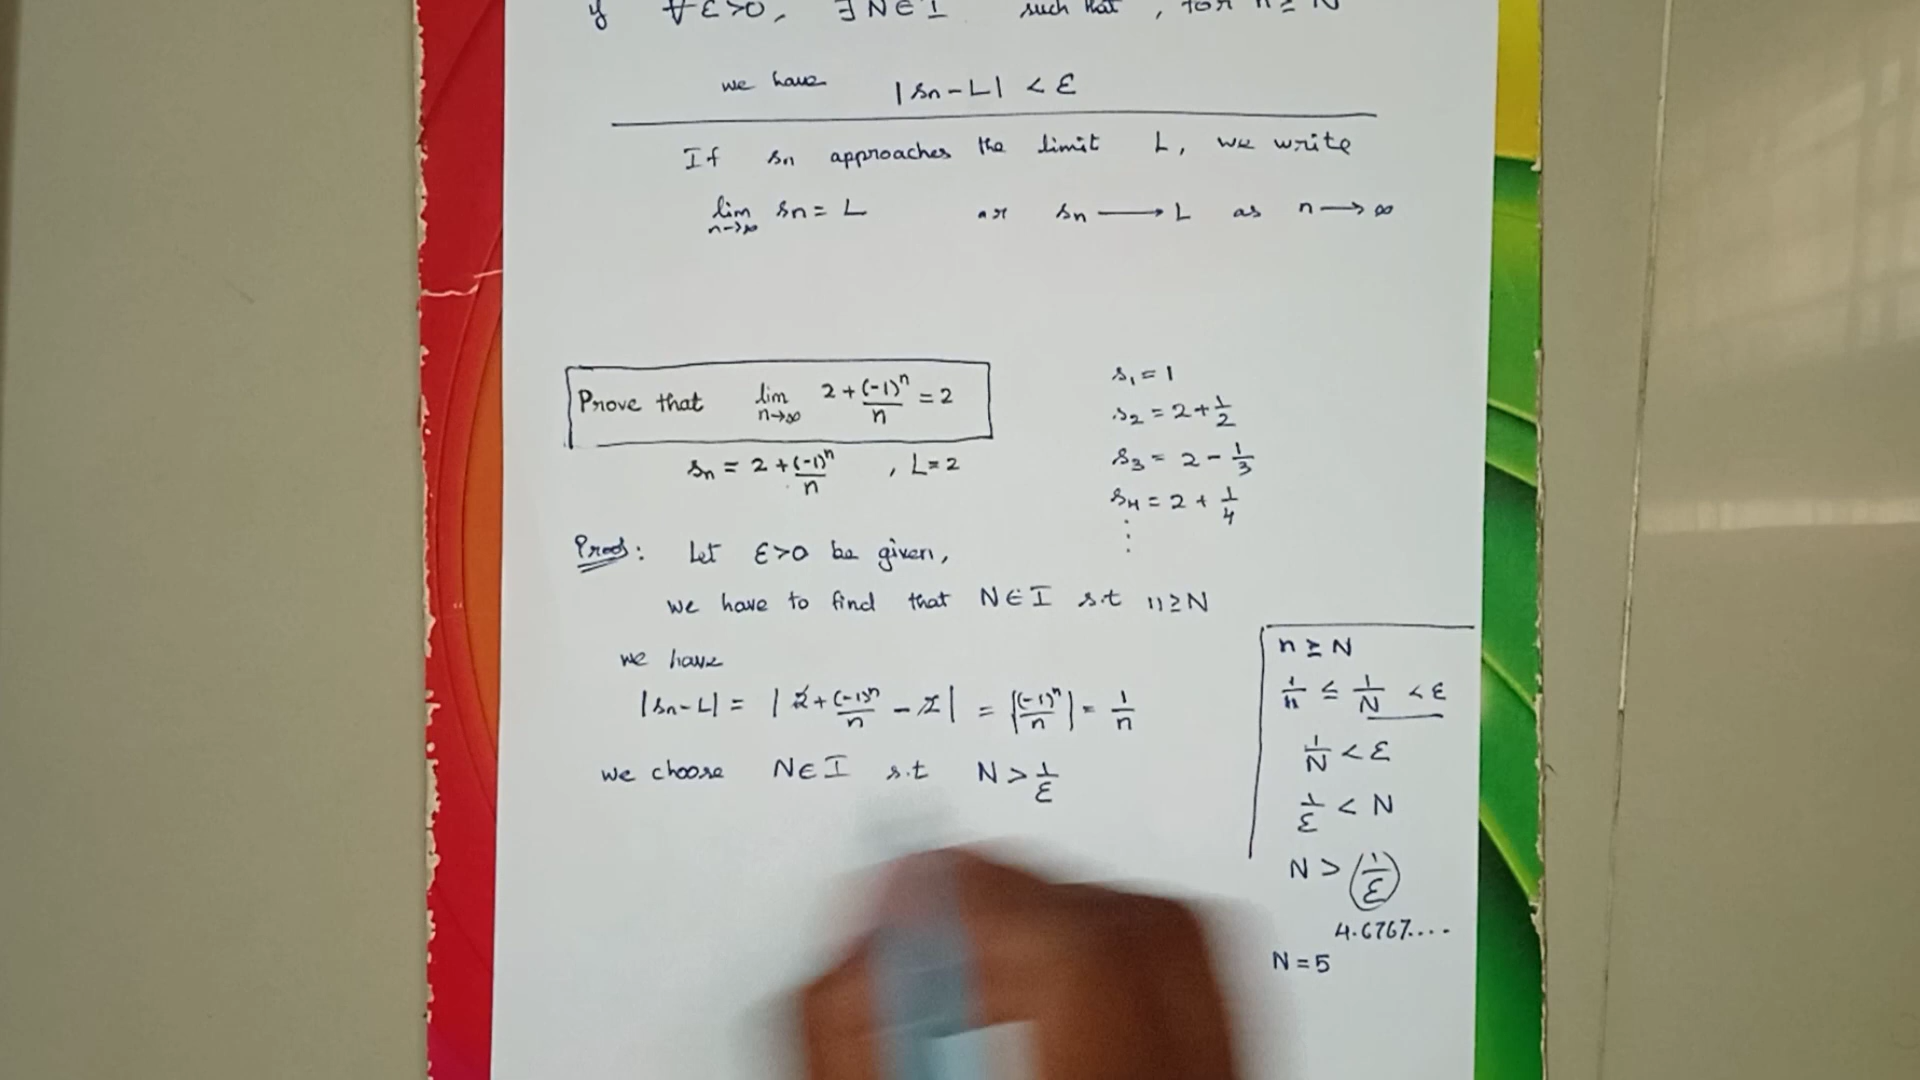 y ∀ ε>0, ∃ N∈I such that, for n ≥ N
we have |sn-L| < ε
If sn approaches the limit L, we write
lim n→∞ sn = L or sn → L as n → ∞
Prove that lim n→∞ 2+(-1)^n/n = 2
sn = 2+(-1)^n/n , L=2
s1 = 1
s2 = 2+1/2
s3 = 2-1/3
s4 = 2+1/4
⋮
Proof: Let ε>0 be given,
we have to find that N∈I s.t n≥N
we have
|sn-L| = |2+(-1)^n/n - 2| = |(-1)^n/n| = 1/n
we choose N∈I s.t N > 1/ε
n ≥ N
1/n ≤ 1/N < ε
1/N < ε
1/ε < N
N > (1/ε)
4.6767....
N = 5